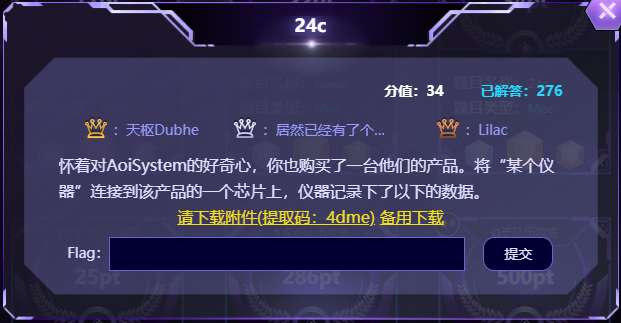 24c
分值：34 已解答：276
：天枢Dubhe ：居然已经有了个... ：Lilac
怀着对AoiSystem的好奇心，你也购买了一台他们的产品。将“某个仪
器”连接到该产品的一个芯片上，仪器记录下了以下的数据。
请下载附件(提取码：4dme) 备用下载
Flag: 提交
25pt 286pt 500pt